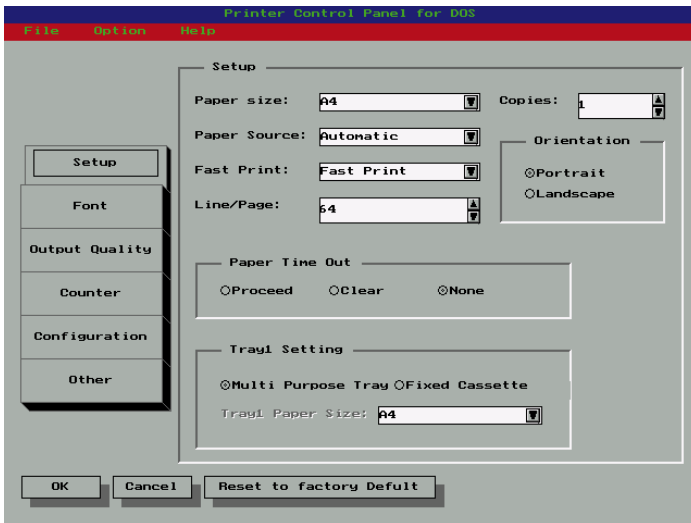 Printer Control Panel for DOS
File Option Help
Setup
Font
Output Quality
Counter
Configuration
Other
Setup
Paper size: A4
Copies: 1
Paper Source: Automatic
Fast Print: Fast Print
Line/Page: 64
Orientation
Portrait
Landscape
Paper Time Out
Proceed Clear None
Tray1 Setting
Multi Purpose Tray Fixed Cassette
Tray1 Paper Size: A4
OK Cancel Reset to factory Defult